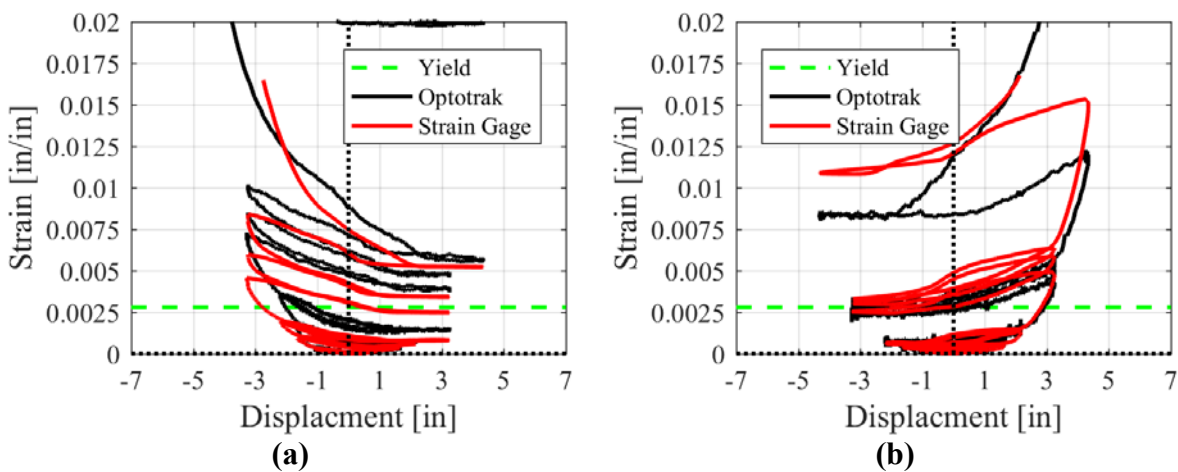 0.02
0.0175
0.015
0.0125
0.01
0.0075
0.005
0.0025
0
Strain [in/in]
Yield
Optotrak
Strain Gage
-7 -5 -3 -1 1 3 5 7
Displacment [in]
(a)
0.02
0.0175
0.015
0.0125
0.01
0.0075
0.005
0.0025
0
Strain [in/in]
Yield
Optotrak
Strain Gage
-7 -5 -3 -1 1 3 5 7
Displacment [in]
(b)